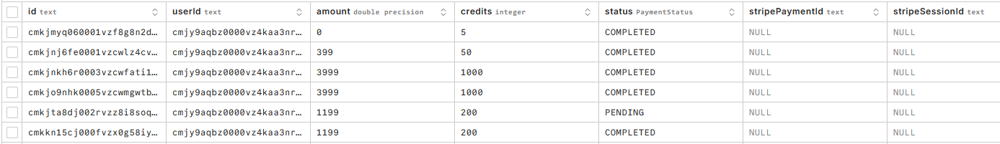 id text userId text amount double precision credits integer status PaymentStatus stripePaymentId text stripeSessionId text
cmkjmyq060001vzf8g8n2d… cmjy9aqbz0000vz4kaa3nr… 0 5 COMPLETED NULL NULL
cmkjnj6fe0001vzcwlz4cv… cmjy9aqbz0000vz4kaa3nr… 399 50 COMPLETED NULL NULL
cmkjnkh6r0003vzcwfati1… cmjy9aqbz0000vz4kaa3nr… 3999 1000 COMPLETED NULL NULL
cmkjo9nhk0005vzcwmgwtb… cmjy9aqbz0000vz4kaa3nr… 3999 1000 COMPLETED NULL NULL
cmkjta8dj002rvzz8i8soq… cmjy9aqbz0000vz4kaa3nr… 1199 200 PENDING NULL NULL
cmkkn15cj000fvzx0g58iy… cmjy9aqbz0000vz4kaa3nr… 1199 200 COMPLETED NULL NULL